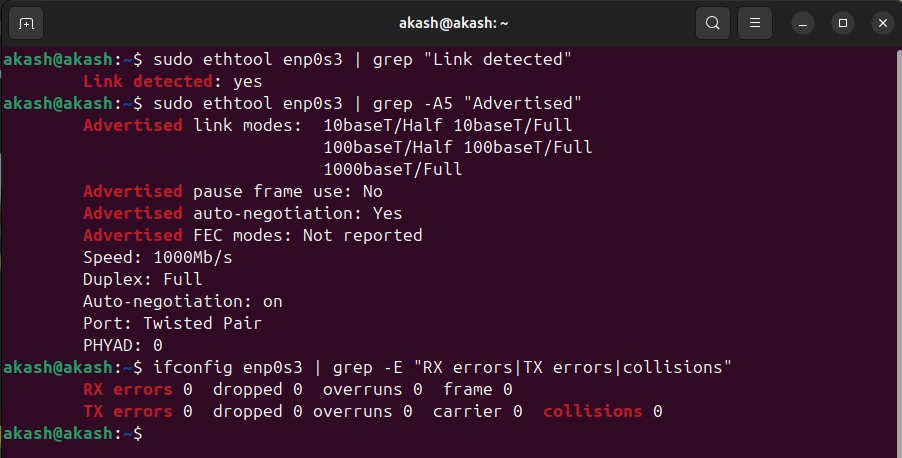 akash@akash: ~
akash@akash:~$ sudo ethtool enp0s3 | grep "Link detected"
Link detected: yes
akash@akash:~$ sudo ethtool enp0s3 | grep -A5 "Advertised"
Advertised link modes:  10baseT/Half 10baseT/Full
100baseT/Half 100baseT/Full
1000baseT/Full
Advertised pause frame use: No
Advertised auto-negotiation: Yes
Advertised FEC modes: Not reported
Speed: 1000Mb/s
Duplex: Full
Auto-negotiation: on
Port: Twisted Pair
PHYAD: 0
akash@akash:~$ ifconfig enp0s3 | grep -E "RX errors|TX errors|collisions"
RX errors 0  dropped 0  overruns 0  frame 0
TX errors 0  dropped 0 overruns 0  carrier 0  collisions 0
akash@akash:~$